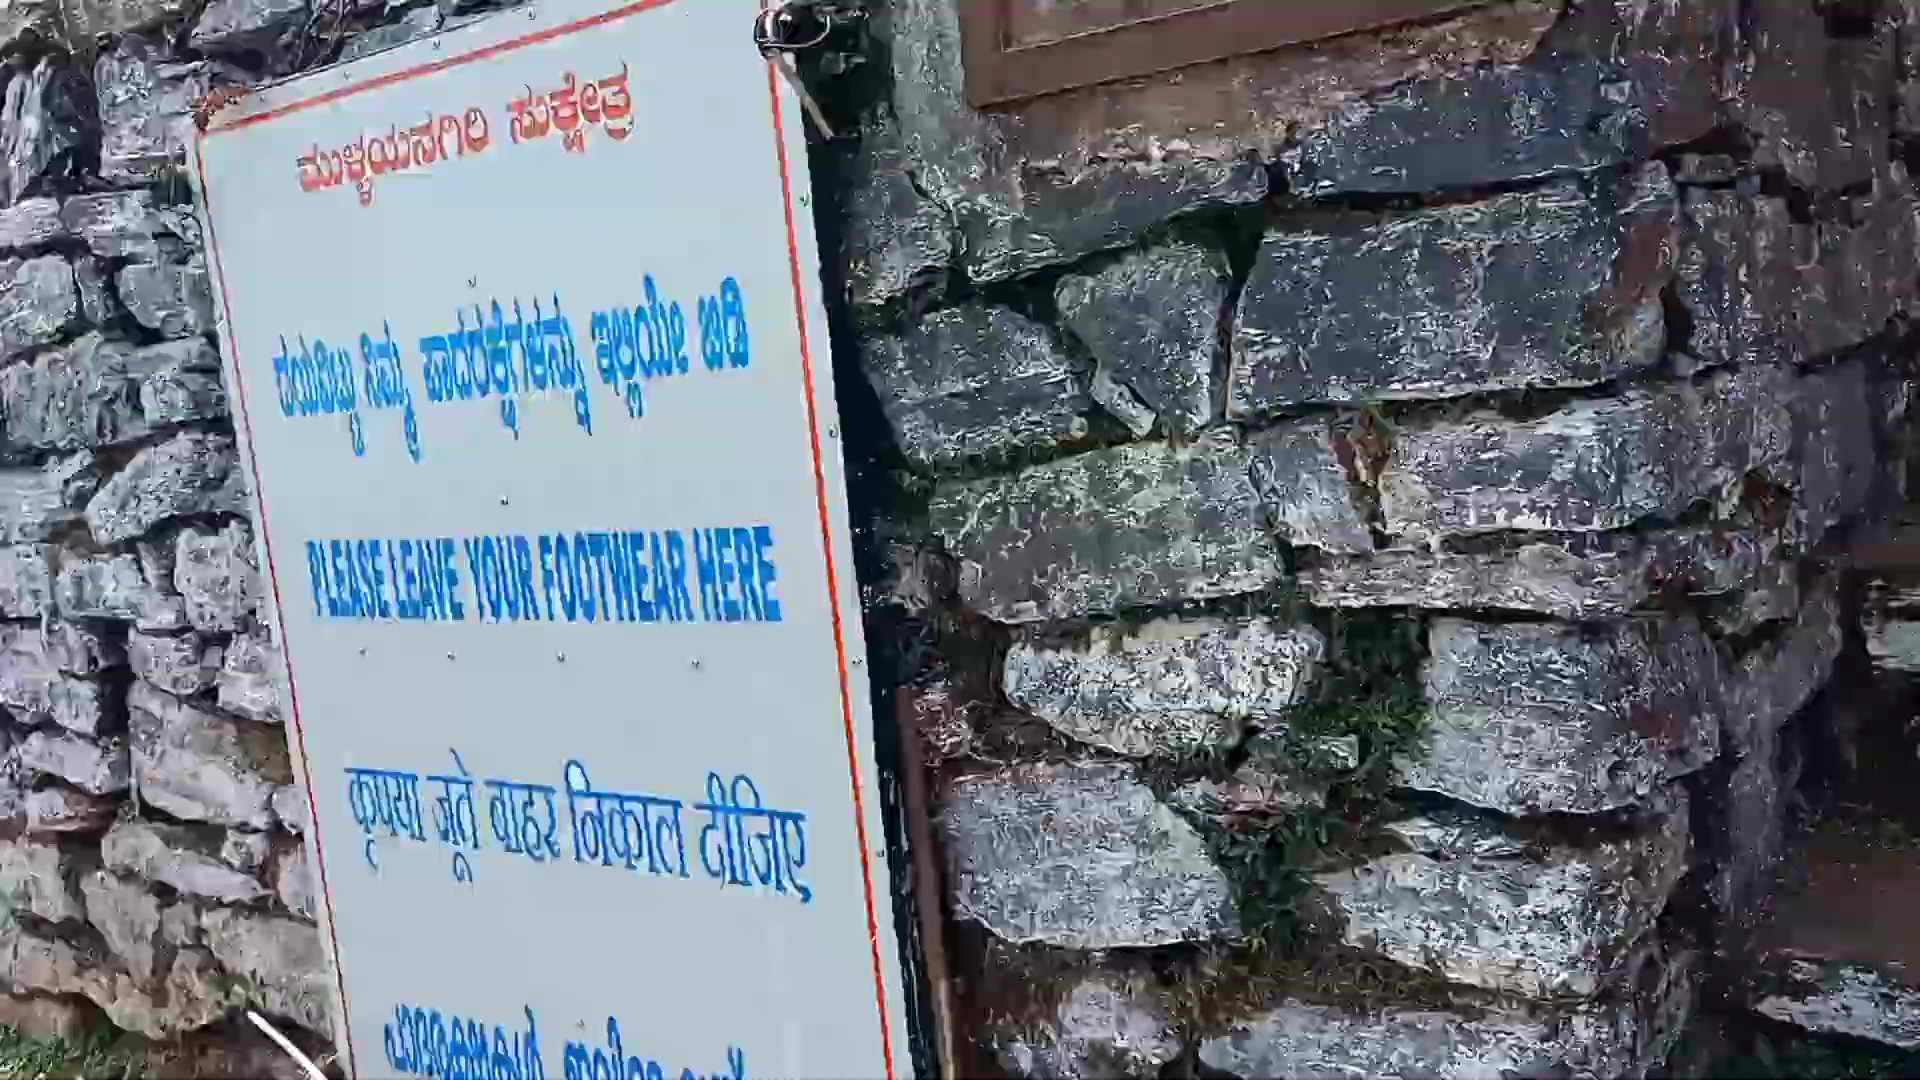 ಮುಳ್ಳಯನಗಿರಿ ಸುಕ್ಷೇತ್ರ
ದಯವಿಟ್ಟು ನಿಮ್ಮ ಪಾದರಕ್ಷೆಗಳನ್ನು ಇಲ್ಲಿಯೇ ಬಿಡಿ
PLEASE LEAVE YOUR FOOTWEAR HERE
कृपया जूते बाहर निकाल दीजिए